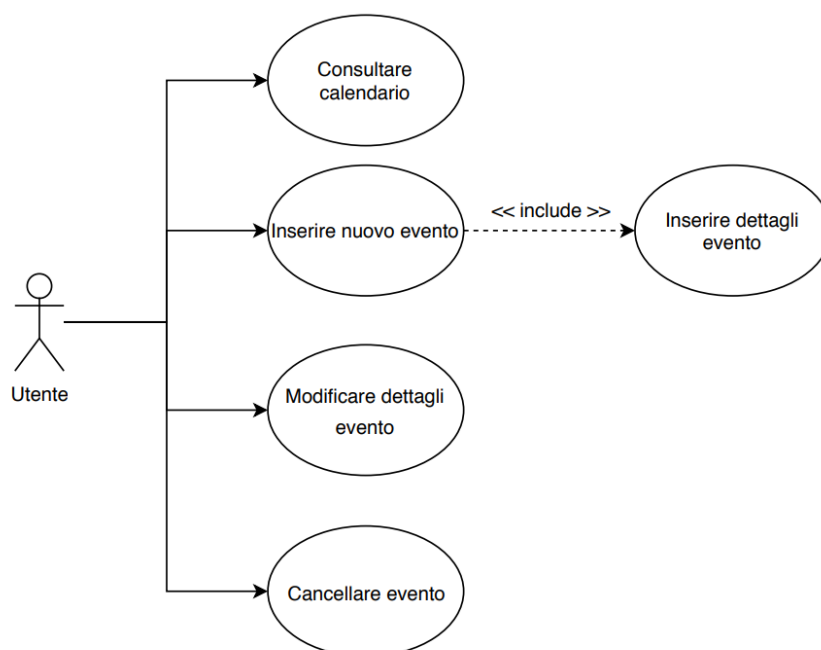 Consultare
calendario
Inserire nuovo evento
<< include >>
Inserire dettagli
evento
Utente
Modificare dettagli
evento
Cancellare evento